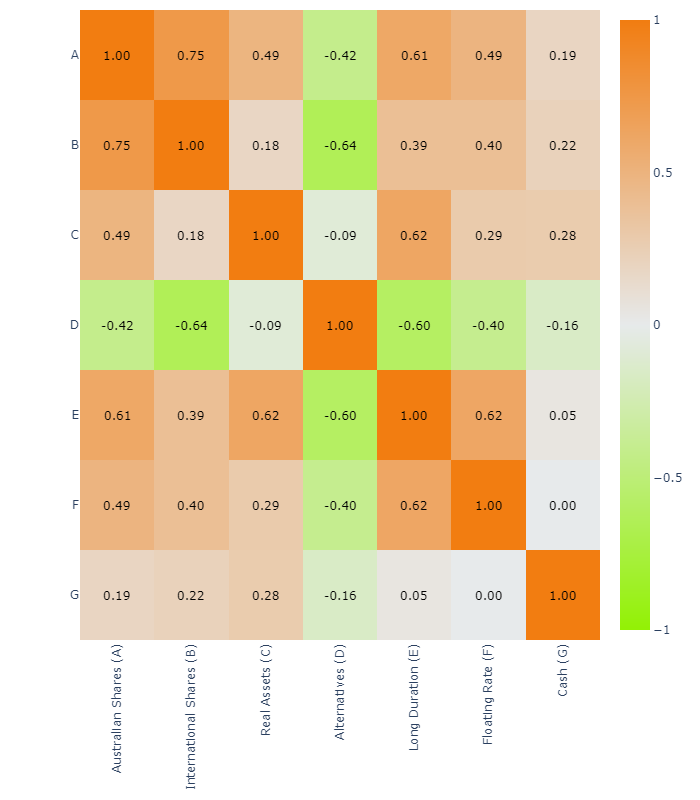 A 1.00 0.75 0.49 -0.42 0.61 0.49 0.19
B 0.75 1.00 0.18 -0.64 0.39 0.40 0.22
C 0.49 0.18 1.00 -0.09 0.62 0.29 0.28
D -0.42 -0.64 -0.09 1.00 -0.60 -0.40 -0.16
E 0.61 0.39 0.62 -0.60 1.00 0.62 0.05
F 0.49 0.40 0.29 -0.40 0.62 1.00 0.00
G 0.19 0.22 0.28 -0.16 0.05 0.00 1.00
Australian Shares (A)
International Shares (B)
Real Assets (C)
Alternatives (D)
Long Duration (E)
Floating Rate (F)
Cash (G)
1
0.5
0
−0.5
−1